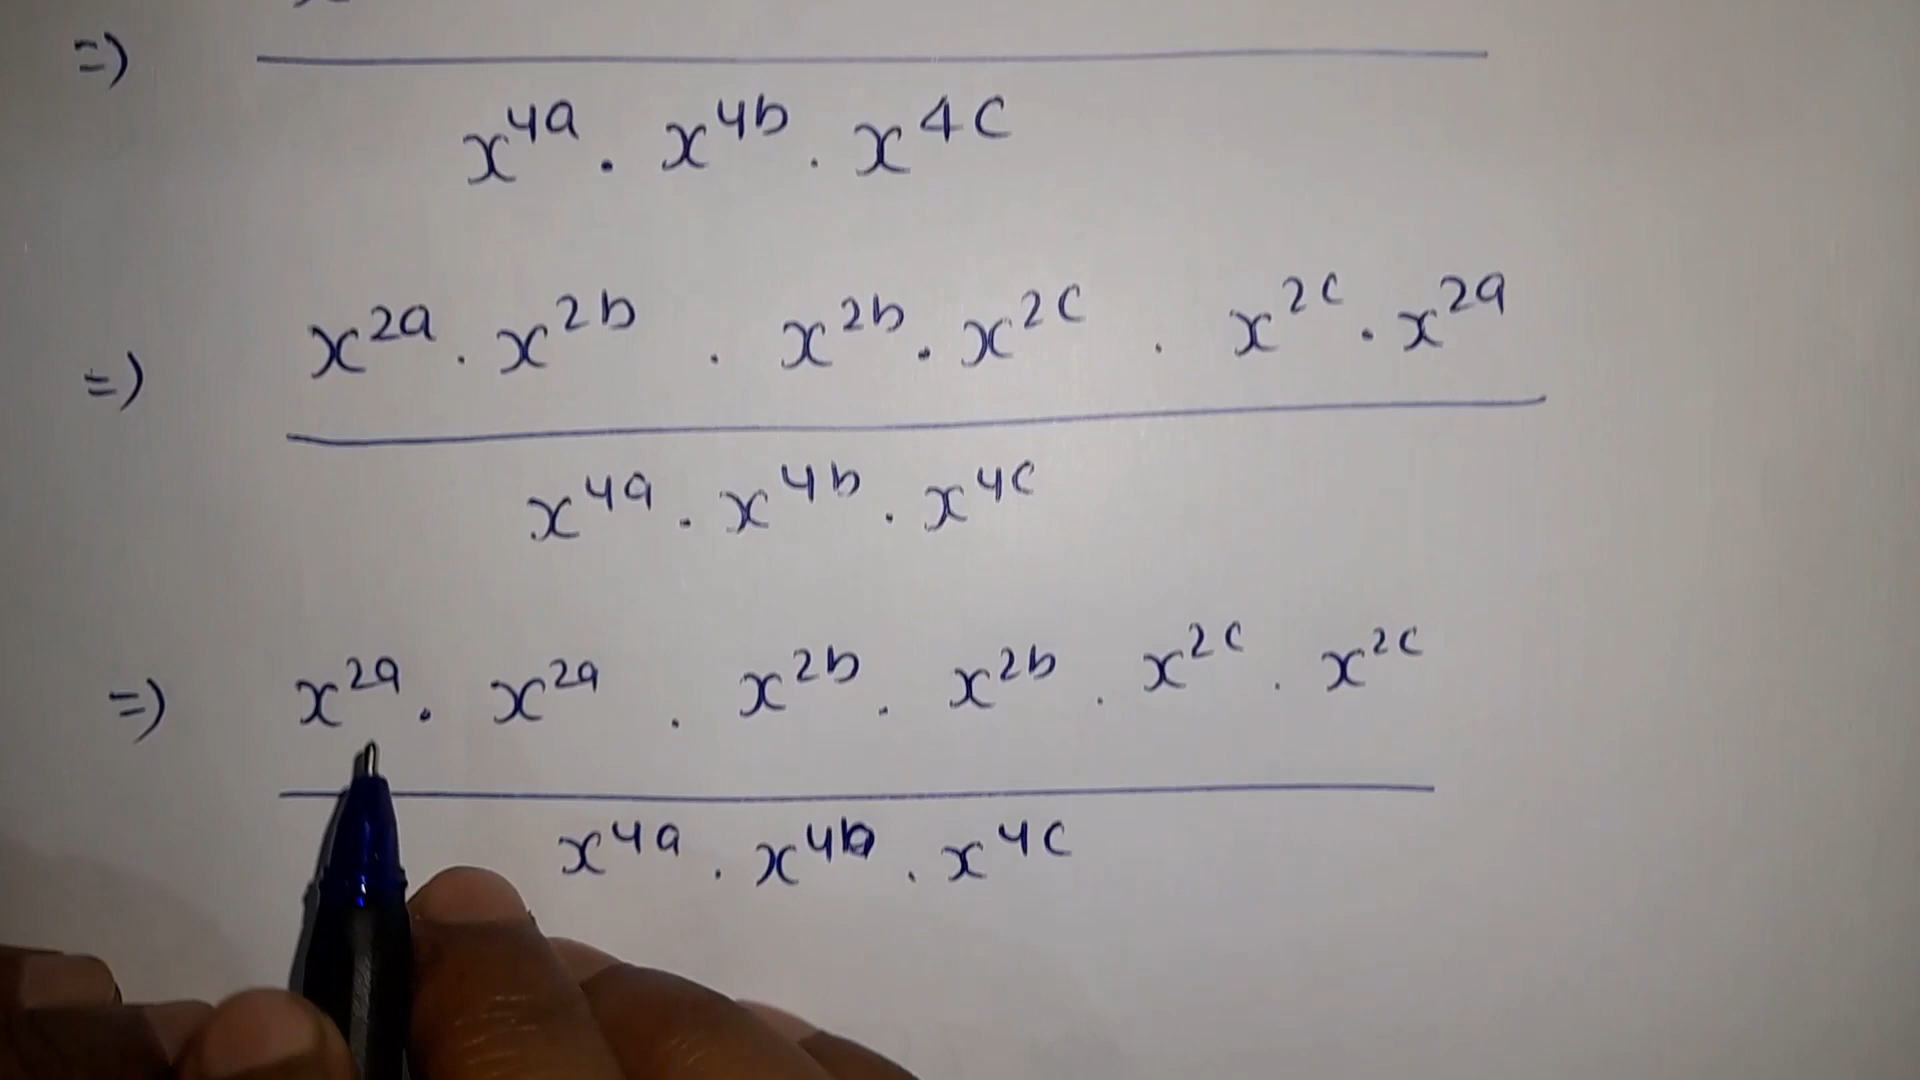 =)
x^4a . x^4b . x^4c
x^2a . x^2b . x^2b . x^2c . x^2c . x^2a
=)
x^4a . x^4b . x^4c
=) x^2a . x^2a . x^2b . x^2b . x^2c . x^2c
x^4a . x^4b . x^4c